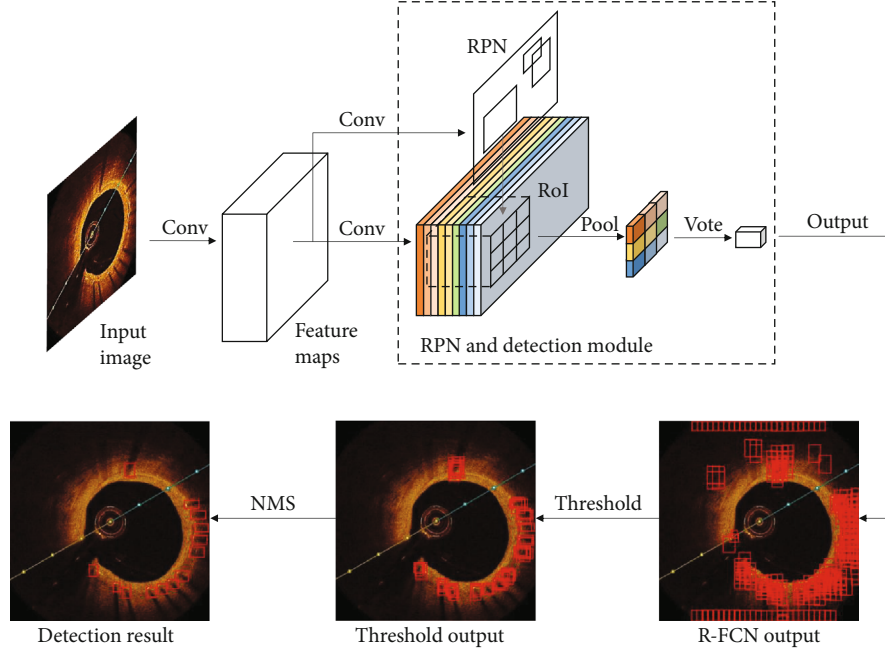 RPN
Conv
RoI
Conv
Conv
Pool
Vote
Output
Input
image
Feature
maps
RPN and detection module
NMS
Threshold
Detection result
Threshold output
R-FCN output